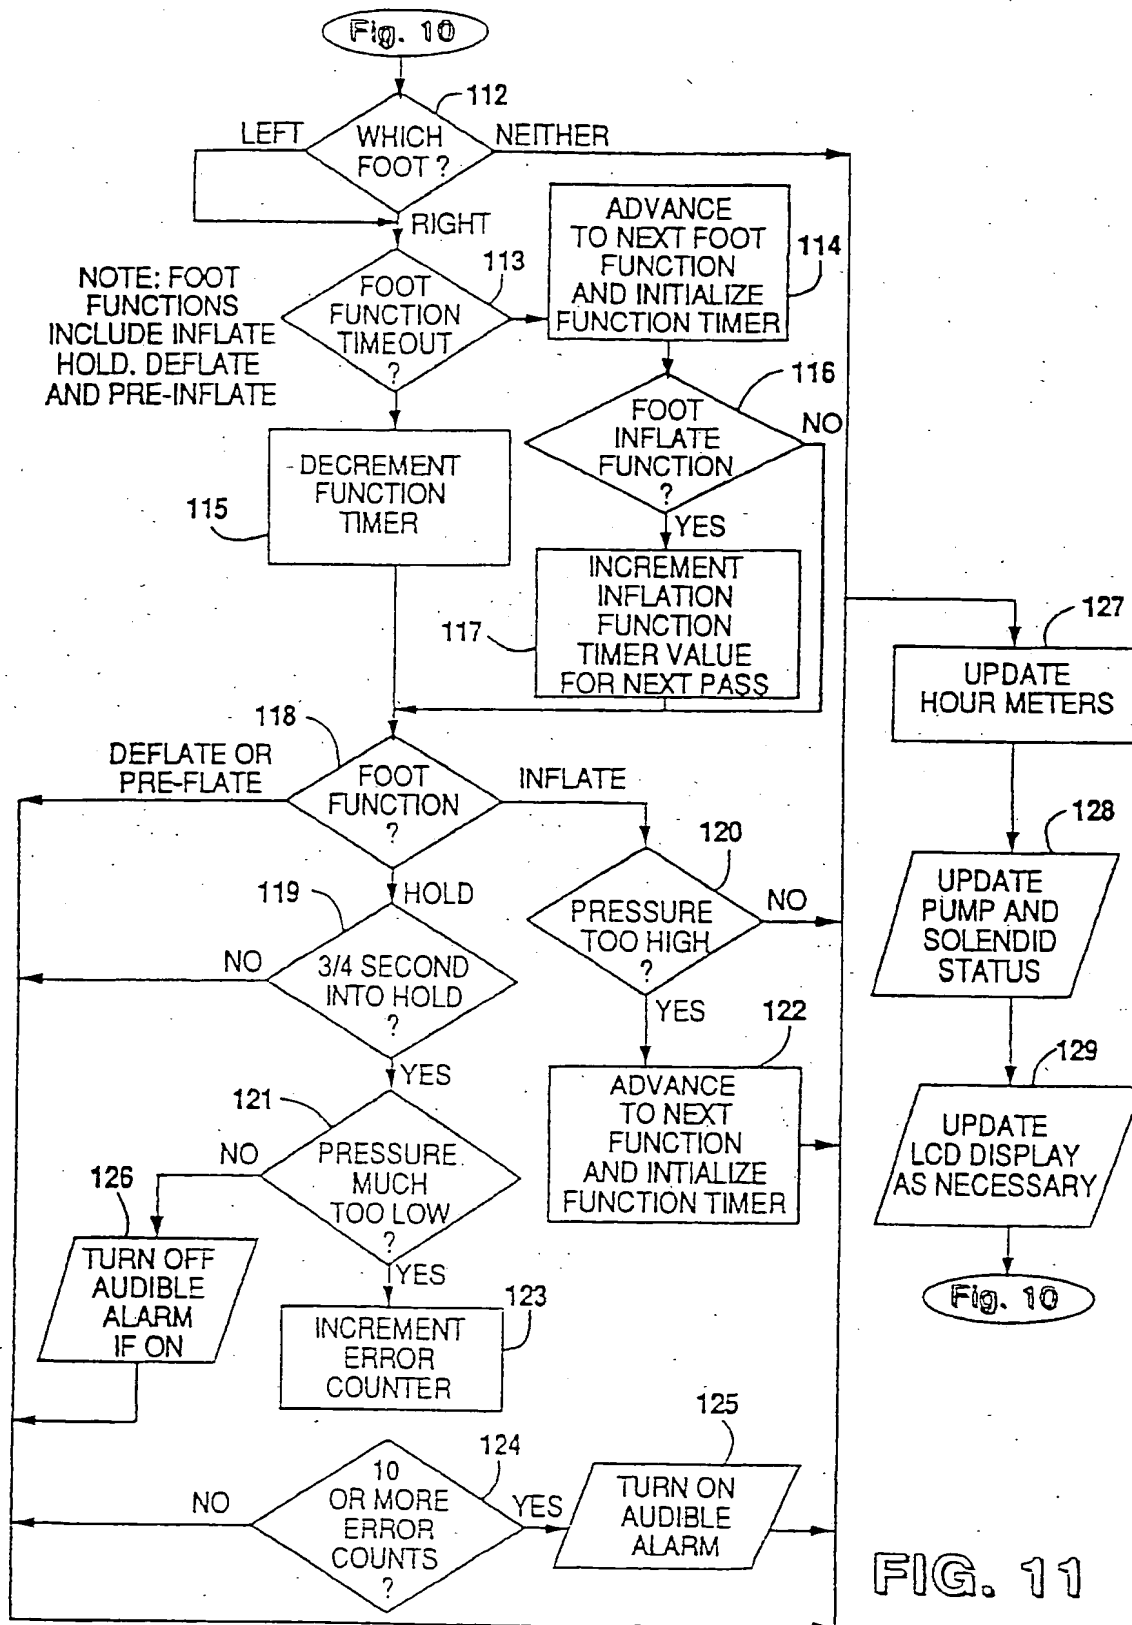 Fig. 10
112
LEFT
WHICH
FOOT ?
NEITHER
RIGHT
ADVANCE
TO NEXT FOOT
FUNCTION
AND INITIALIZE
FUNCTION TIMER
114
113
FOOT
FUNCTION
TIMEOUT
?
NOTE: FOOT
FUNCTIONS
INCLUDE INFLATE
HOLD. DEFLATE
AND PRE-INFLATE
116
FOOT
INFLATE
FUNCTION
?
NO
YES
DECREMENT
FUNCTION
TIMER
115
INCREMENT
INFLATION
FUNCTION
TIMER VALUE
FOR NEXT PASS
117
127
UPDATE
HOUR METERS
118
DEFLATE OR
PRE-FLATE
FOOT
FUNCTION
?
INFLATE
HOLD
120
PRESSURE
TOO HIGH
?
NO
YES
128
UPDATE
PUMP AND
SOLENDID
STATUS
119
NO
3/4 SECOND
INTO HOLD
?
YES
122
ADVANCE
TO NEXT
FUNCTION
AND INTIALIZE
FUNCTION TIMER
129
UPDATE
LCD DISPLAY
AS NECESSARY
121
NO
PRESSURE
MUCH
TOO LOW
?
YES
126
TURN OFF
AUDIBLE
ALARM
IF ON
123
INCREMENT
ERROR
COUNTER
Fig. 10
124
NO
10
OR MORE
ERROR
COUNTS
?
YES
125
TURN ON
AUDIBLE
ALARM
FIG. 11